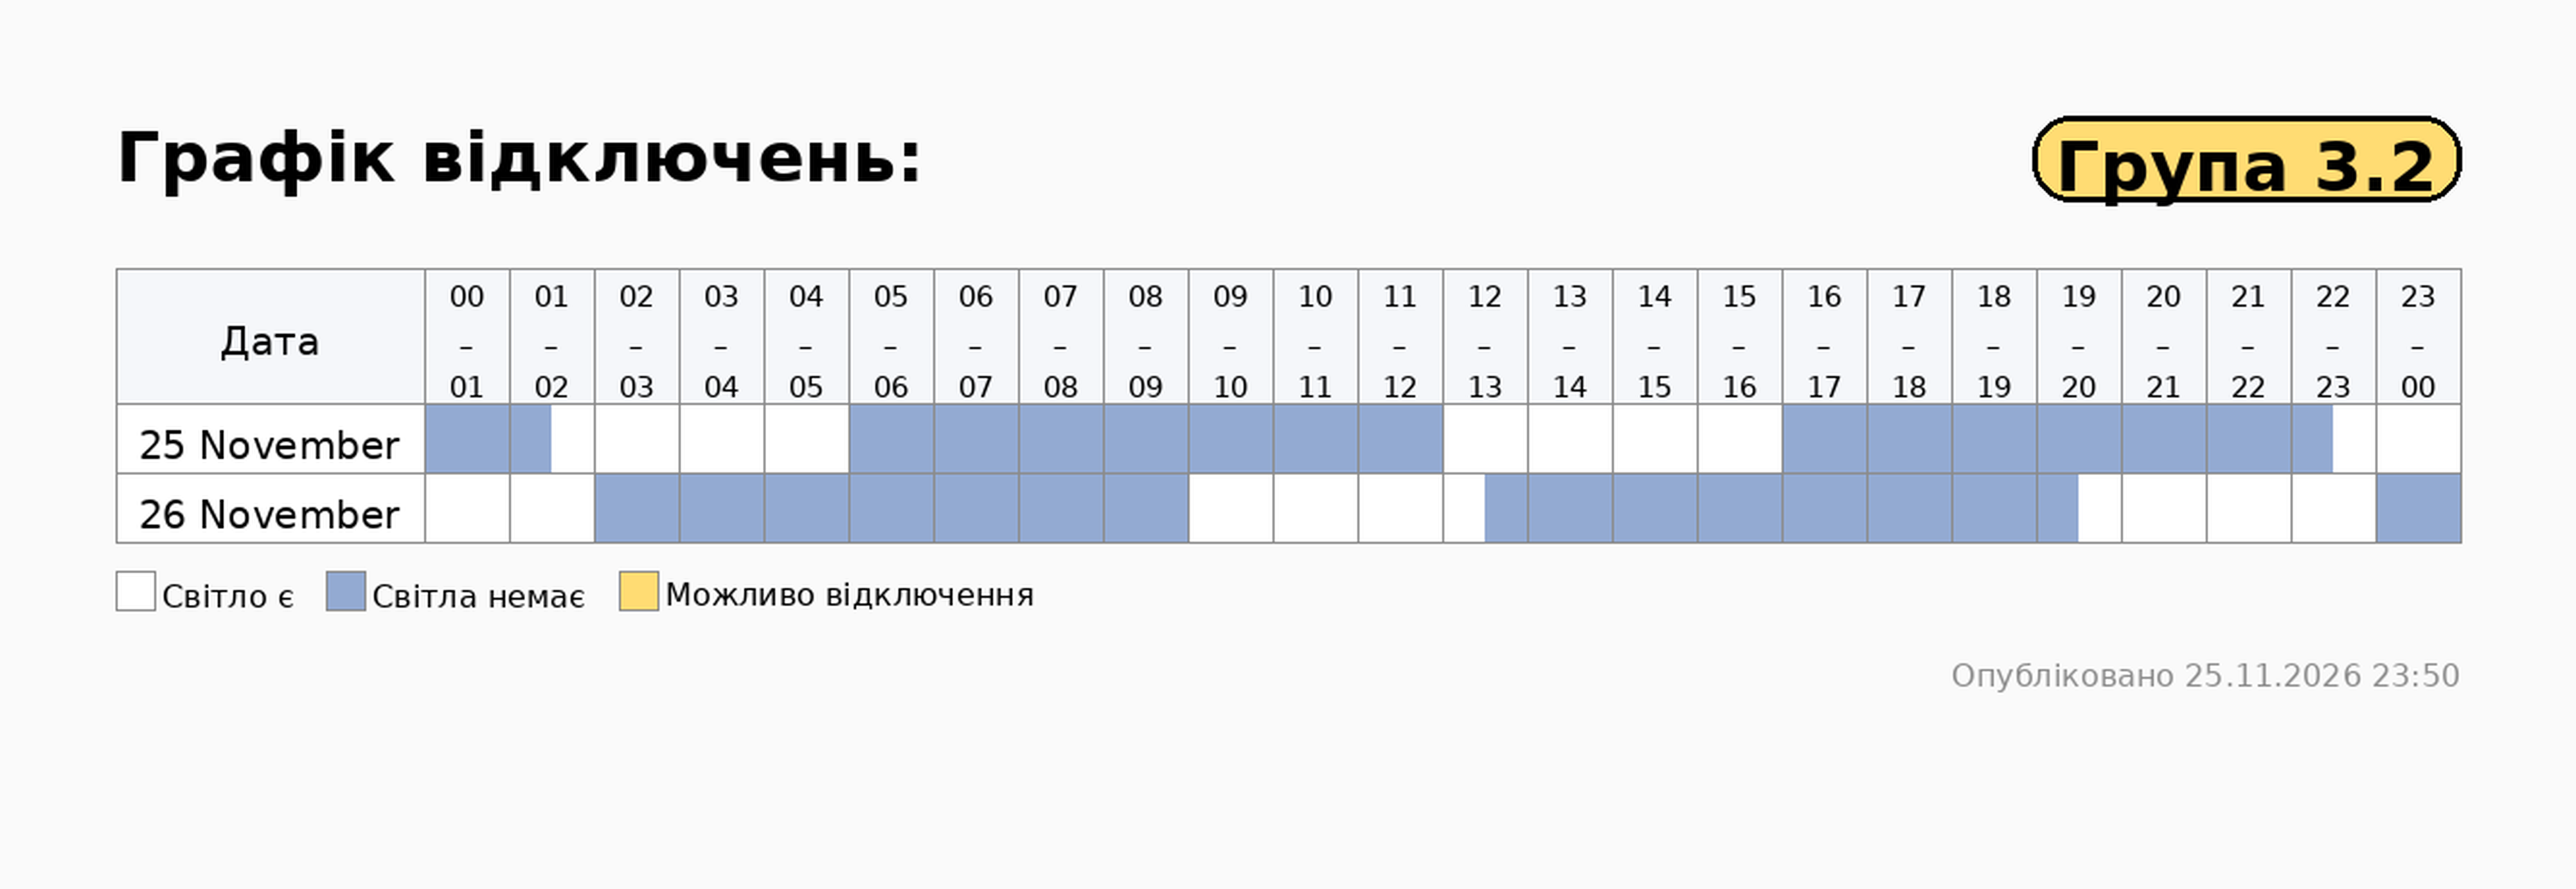 Графік відключень:
Група 3.2
Дата
00 – 01
01 – 02
02 – 03
03 – 04
04 – 05
05 – 06
06 – 07
07 – 08
08 – 09
09 – 10
10 – 11
11 – 12
12 – 13
13 – 14
14 – 15
15 – 16
16 – 17
17 – 18
18 – 19
19 – 20
20 – 21
21 – 22
22 – 23
23 – 00
25 November
26 November
Світло є
Світла немає
Можливо відключення
Опубліковано 25.11.2026 23:50